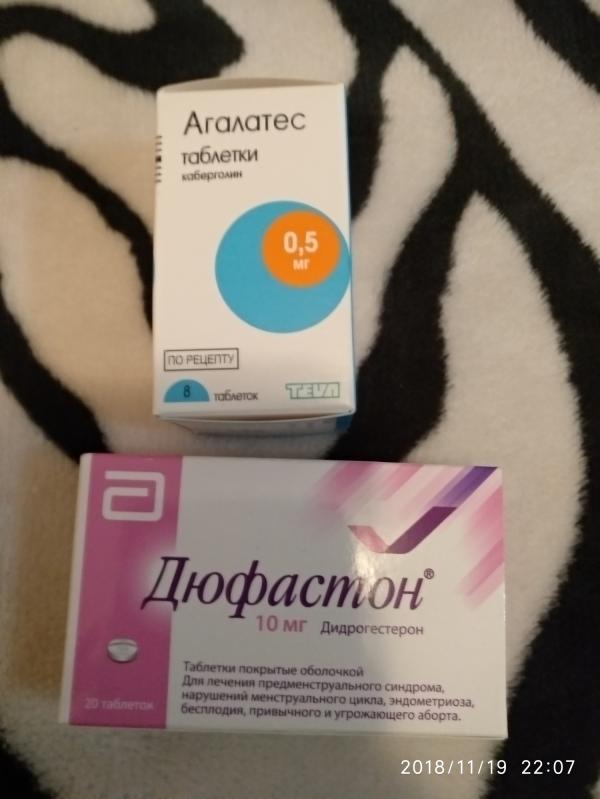 Агалатес
таблетки
каберголин
0,5
мг
ПО РЕЦЕПТУ
8 таблеток
TEVA
Дюфастон®
10 мг Дидрогестерон
Таблетки покрытые оболочкой
Для лечения предменструального синдрома,
нарушений менструального цикла, эндометриоза,
бесплодия, привычного и угрожающего аборта.
20 таблеток
2018/11/19 22:07